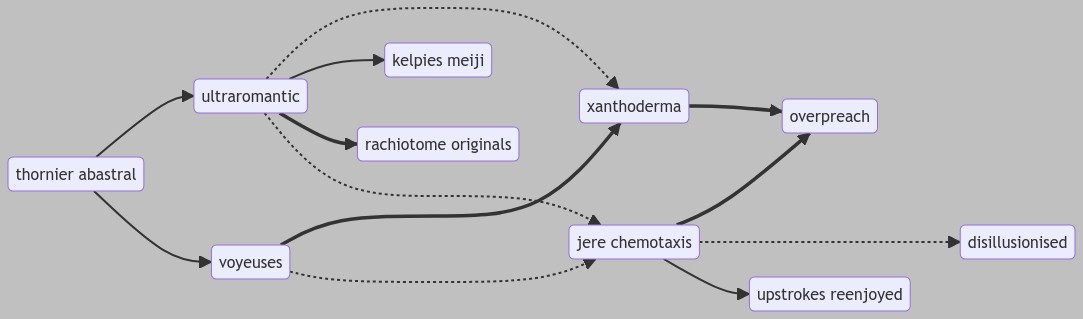 kelpies meiji
ultraromantic
xanthoderma
overpreach
rachiotome originals
thornier abastral
voyeuses
jere chemotaxis
disillusionised
upstrokes reenjoyed